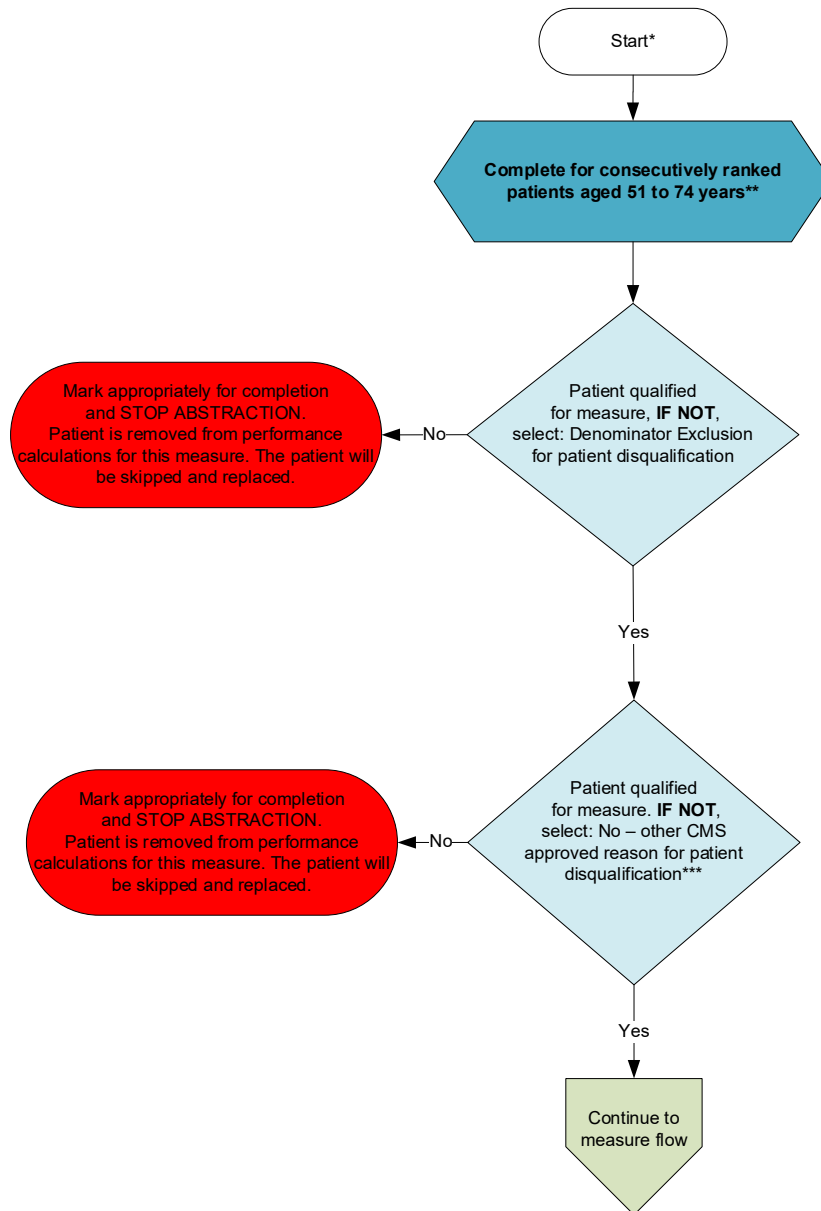 Start*
Complete for consecutively ranked
patients aged 51 to 74 years**
Patient qualified
for measure, IF NOT,
select: Denominator Exclusion
for patient disqualification
No
Mark appropriately for completion
and STOP ABSTRACTION.
Patient is removed from performance
calculations for this measure. The patient will
be skipped and replaced.
Yes
Patient qualified
for measure. IF NOT,
select: No – other CMS
approved reason for patient
disqualification***
No
Mark appropriately for completion
and STOP ABSTRACTION.
Patient is removed from performance
calculations for this measure. The patient will
be skipped and replaced.
Yes
Continue to
measure flow